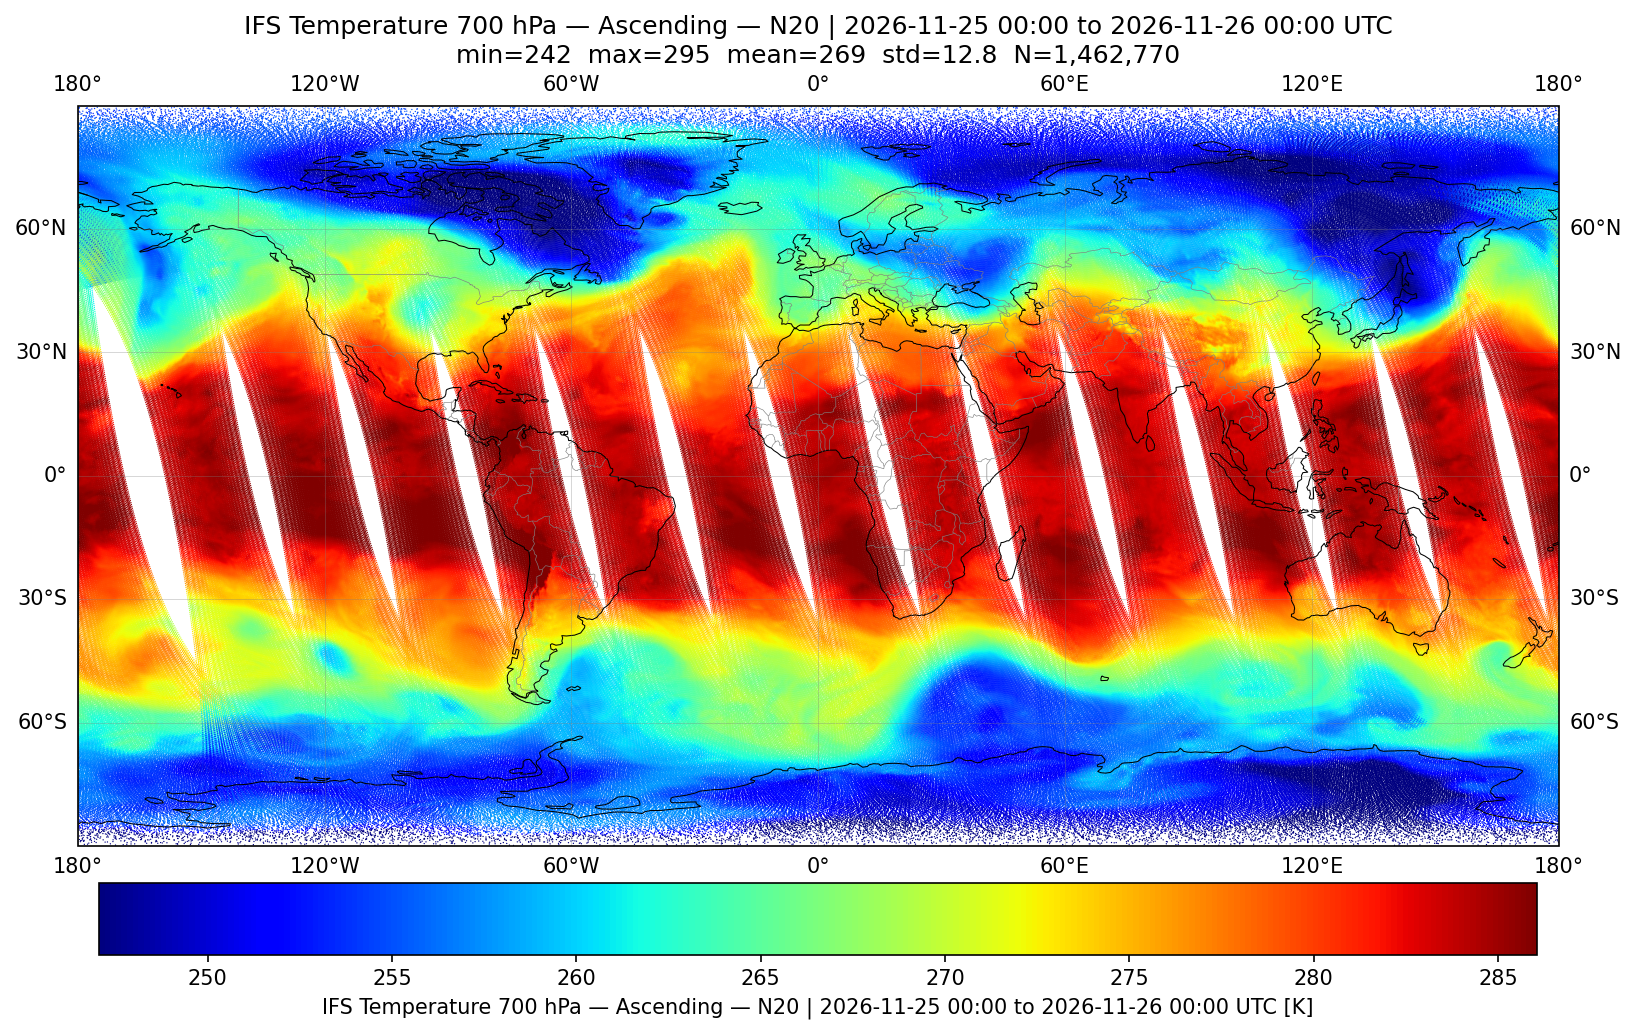 IFS Temperature 700 hPa — Ascending — N20 | 2026-11-25 00:00 to 2026-11-26 00:00 UTC
min=242  max=295  mean=269  std=12.8  N=1,462,770
180° 120°W 60°W 0° 60°E 120°E 180°
60°N 60°N
30°N 30°N
0° 0°
30°S 30°S
60°S 60°S
180° 120°W 60°W 0° 60°E 120°E 180°
250 255 260 265 270 275 280 285
IFS Temperature 700 hPa — Ascending — N20 | 2026-11-25 00:00 to 2026-11-26 00:00 UTC [K]